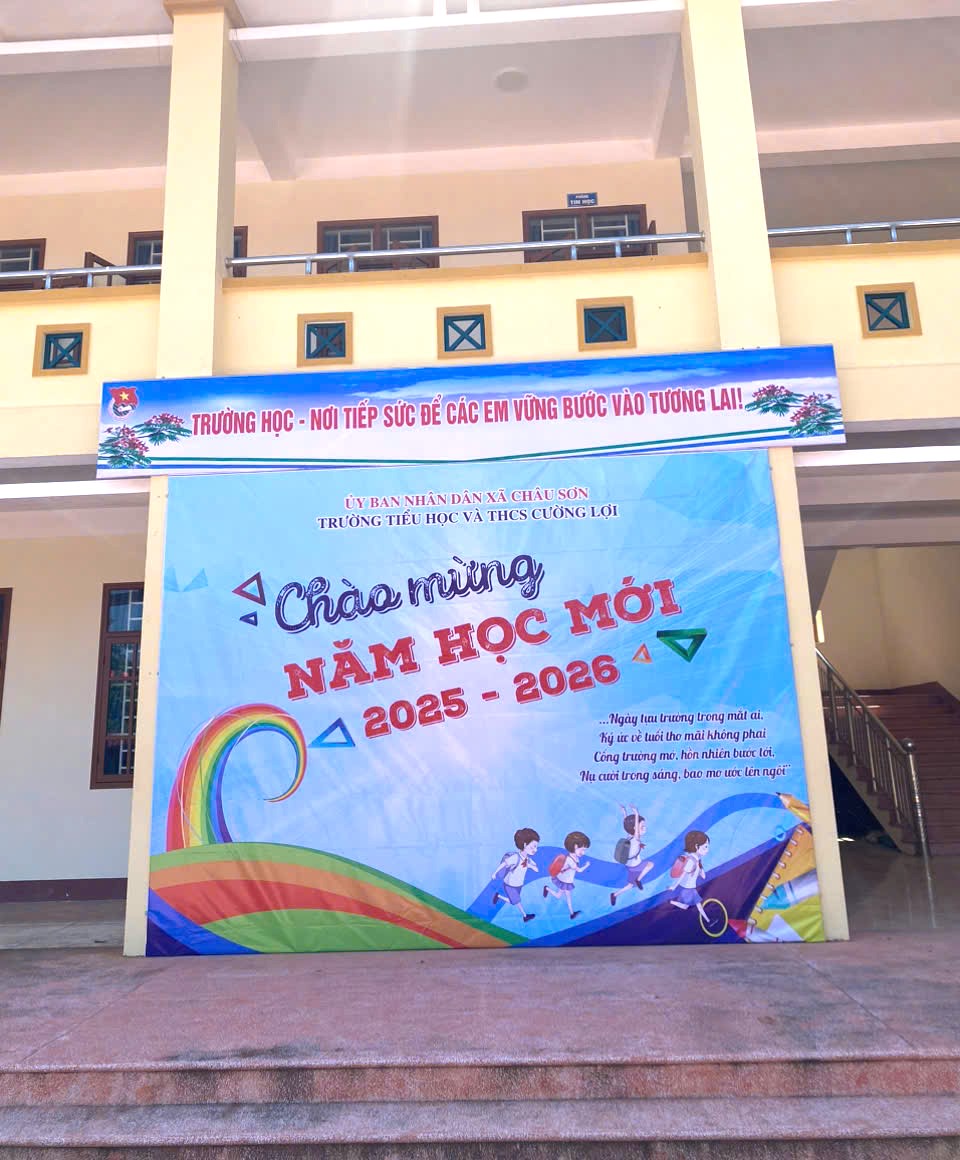 PHÒNG
TIN HỌC
TRƯỜNG HỌC - NƠI TIẾP SỨC ĐỂ CÁC EM VỮNG BƯỚC VÀO TƯƠNG LAI!
ỦY BAN NHÂN DÂN XÃ CHÂU SƠN
TRƯỜNG TIỂU HỌC VÀ THCS CƯỜNG LỢI
Chào mừng
NĂM HỌC MỚI
2025 - 2026
...Ngày tựu trường trong mắt ai,
Ký ức về tuổi thơ mãi không phai
Cổng trường mở, hồn nhiên bước tới,
Nụ cười trong sáng, bao mơ ước lên ngôi"